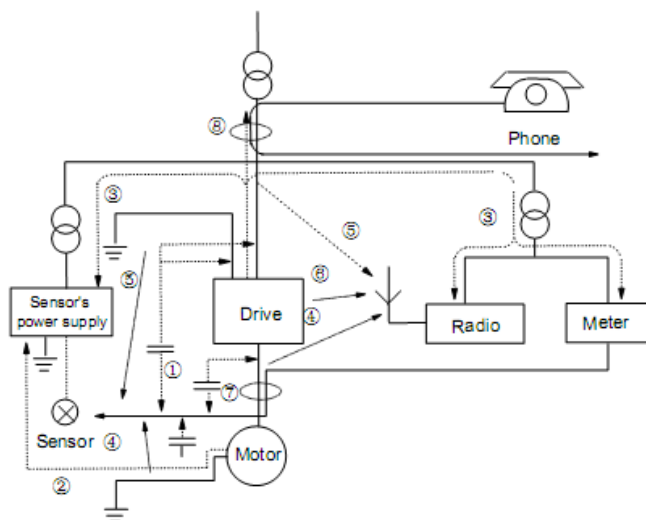 ⑧
Phone
③
③
⑤
⑤
⑥
Sensor's
power supply
Drive
④
Radio
Meter
①
⑦
Sensor ④
Motor
②